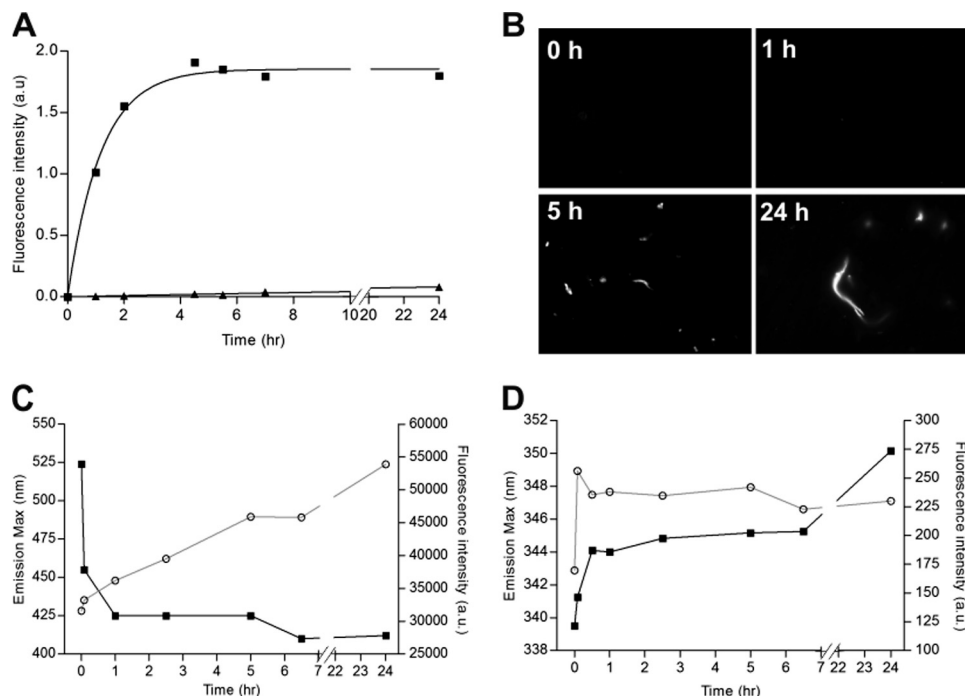 A
Fluorescence intensity (a.u)
2.0
1.5
1.0
0.5
0.0
0 2 4 6 8 10 20 22 24
Time (hr)
B
0 h
1 h
5 h
24 h
C
Emission Max (nm)
550
525
500
475
450
425
400
60000
55000
50000
45000
40000
35000
30000
25000
Fluorescence intensity (a.u.)
0 1 2 3 4 5 6 7 22 23 24
Time (hr)
D
Emission Max (nm)
352
350
348
346
344
342
340
338
300
275
250
225
200
175
150
125
100
Fluorescence intensity (a.u.)
0 1 2 3 4 5 6 7 22 23 24
Time (hr)